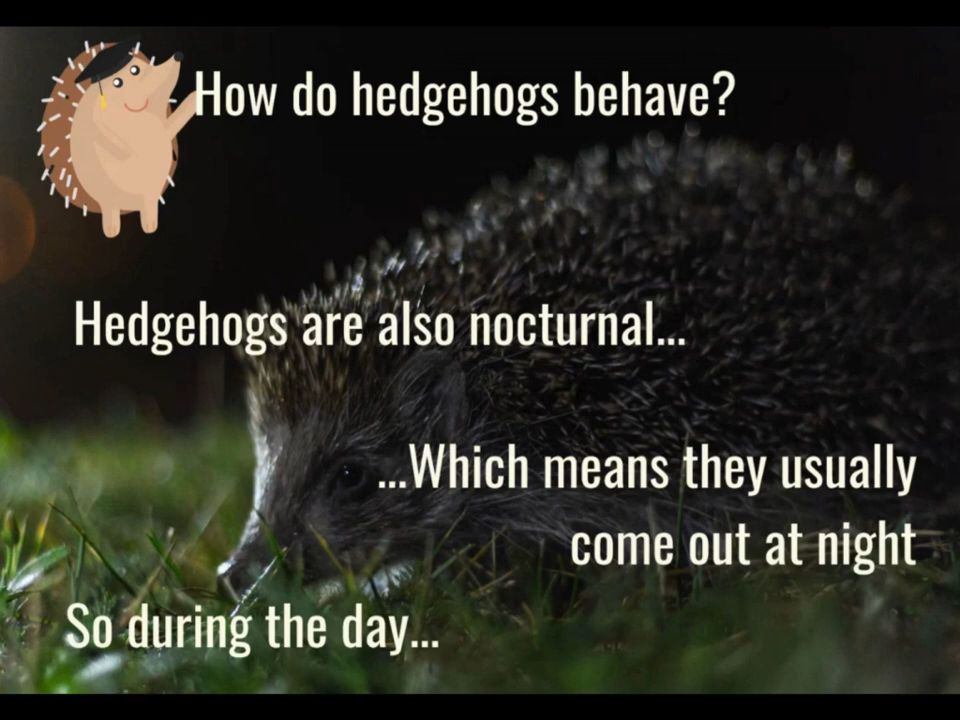 How do hedgehogs behave?
Hedgehogs are also nocturnal...
...Which means they usually
come out at night
So during the day...